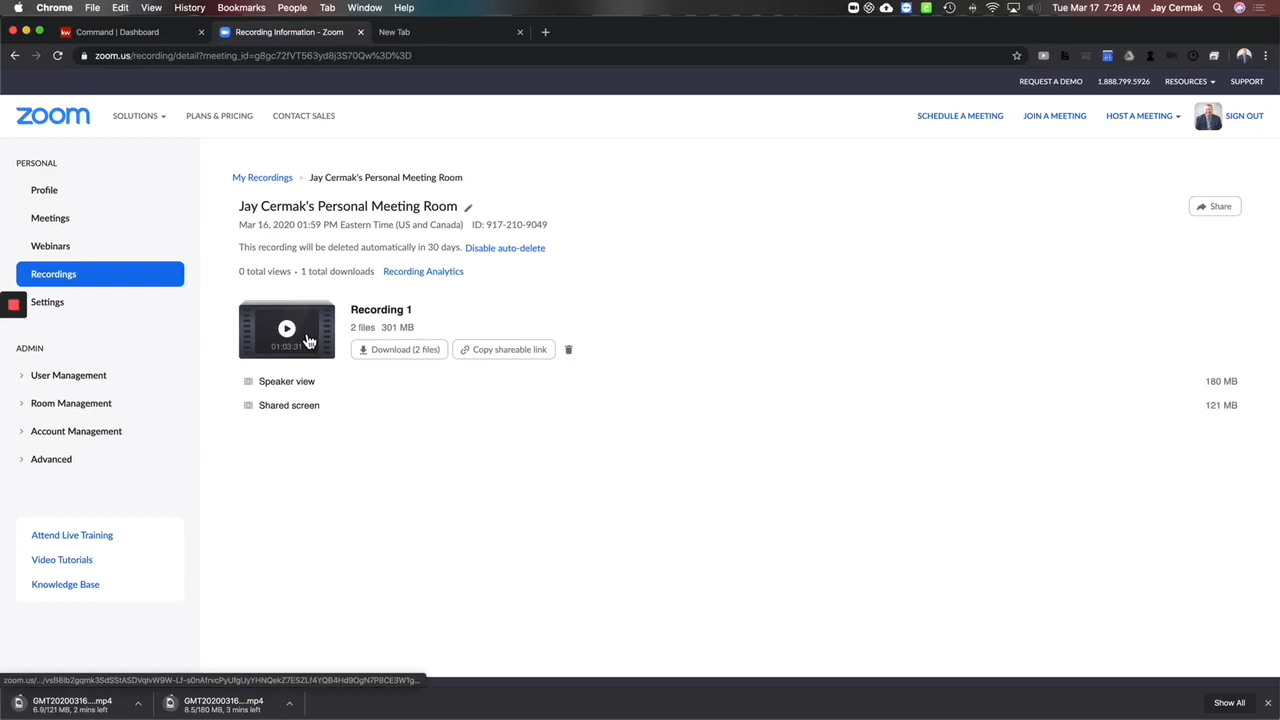 Chrome File Edit View History Bookmarks People Tab Window Help Tue Mar 17 7:26 AM Jay Cermak
Command | Dashboard Recording Information - Zoom New Tab
zoom.us/recording/detail?meeting_id=g8gc72fVT563yd8j3S70Qw%3D%3D
REQUEST A DEMO 1.888.799.5926 RESOURCES SUPPORT
zoom SOLUTIONS PLANS & PRICING CONTACT SALES SCHEDULE A MEETING JOIN A MEETING HOST A MEETING SIGN OUT
PERSONAL
Profile
Meetings
Webinars
Recordings
Settings
ADMIN
User Management
Room Management
Account Management
Advanced
Attend Live Training
Video Tutorials
Knowledge Base
My Recordings > Jay Cermak's Personal Meeting Room
Jay Cermak's Personal Meeting Room
Share
Mar 16, 2020 01:59 PM Eastern Time (US and Canada) ID: 917-210-9049
This recording will be deleted automatically in 30 days. Disable auto-delete
0 total views • 1 total downloads Recording Analytics
Recording 1
2 files 301 MB
01:03:31
Download (2 files) Copy shareable link
Speaker view 180 MB
Shared screen 121 MB
GMT20200316....mp4
6.9/121 MB, 2 mins left
GMT20200316....mp4
8.5/180 MB, 3 mins left
Show All